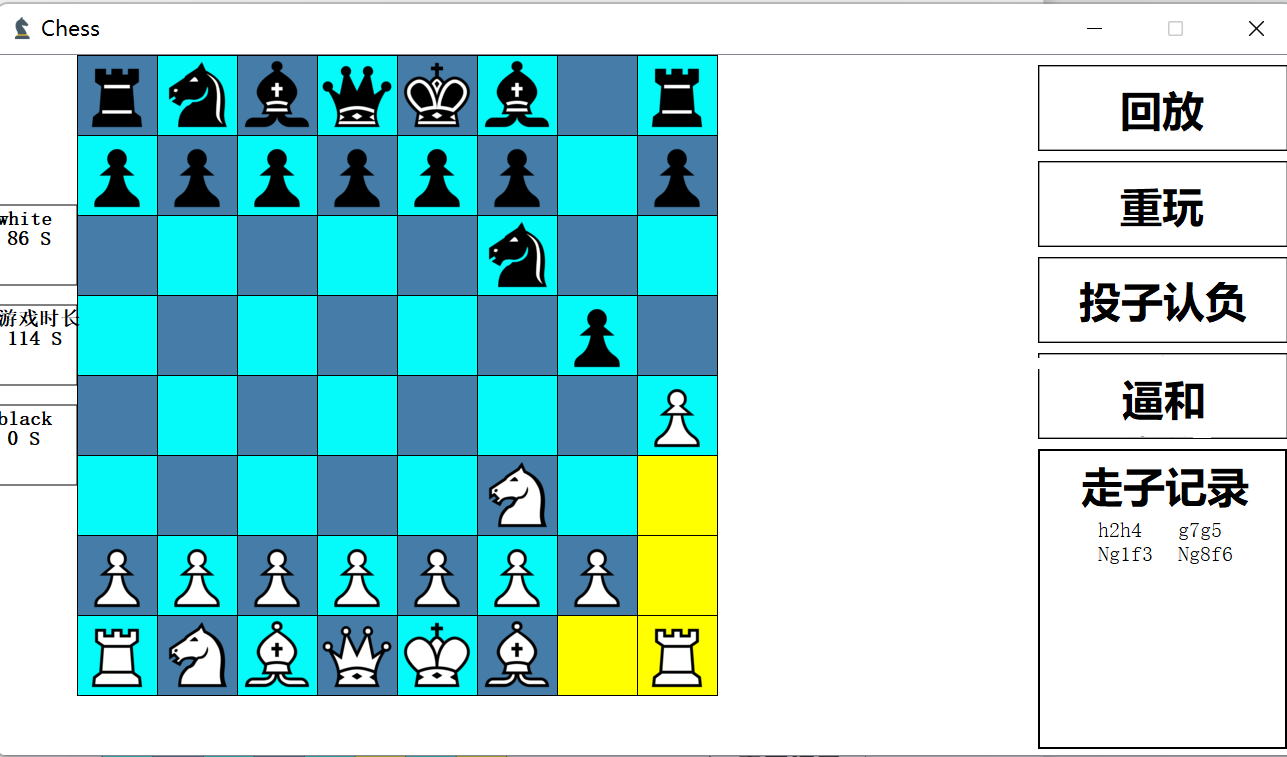 Chess
white
86 S
游戏时长
114 S
black
0 S
回放
重玩
投子认负
逼和
走子记录
h2h4 g7g5
Ng1f3 Ng8f6